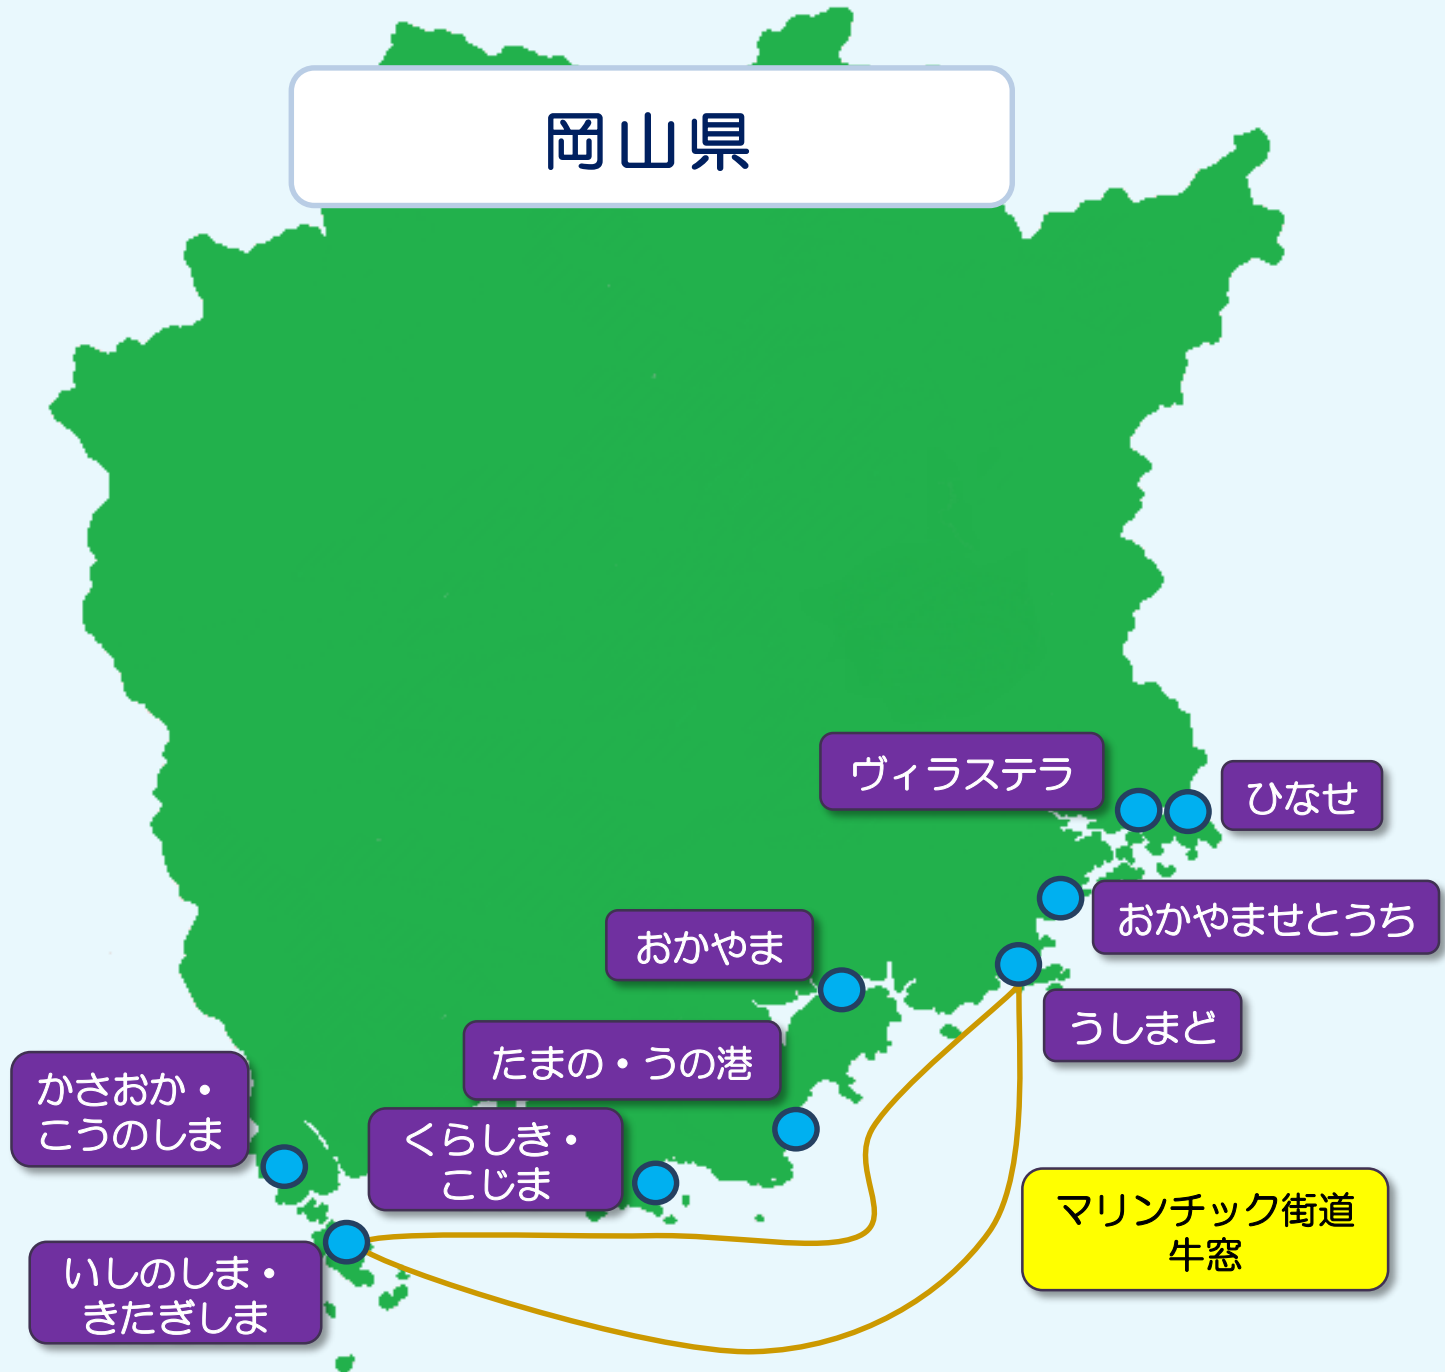 岡山県
ヴィラステラ
ひなせ
おかやませとうち
おかやま
うしまど
たまの・うの港
かさおか・
こうのしま
くらしき・
こじま
マリンチック街道
牛窓
いしのしま・
きたぎしま